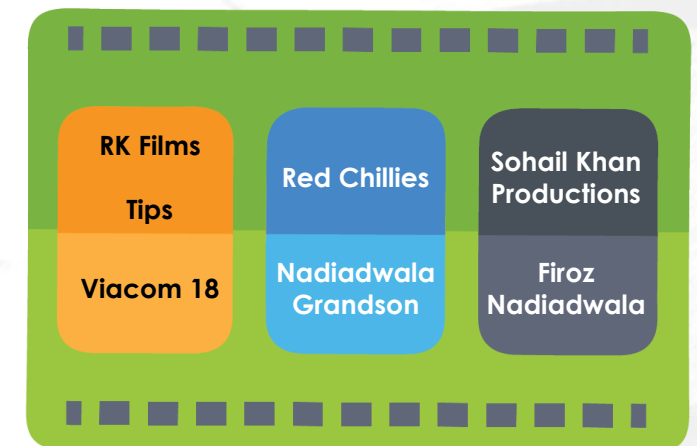 RK Films
Tips
Viacom 18
Red Chillies
Nadiadwala
Grandson
Sohail Khan
Productions
Firoz
Nadiadwala